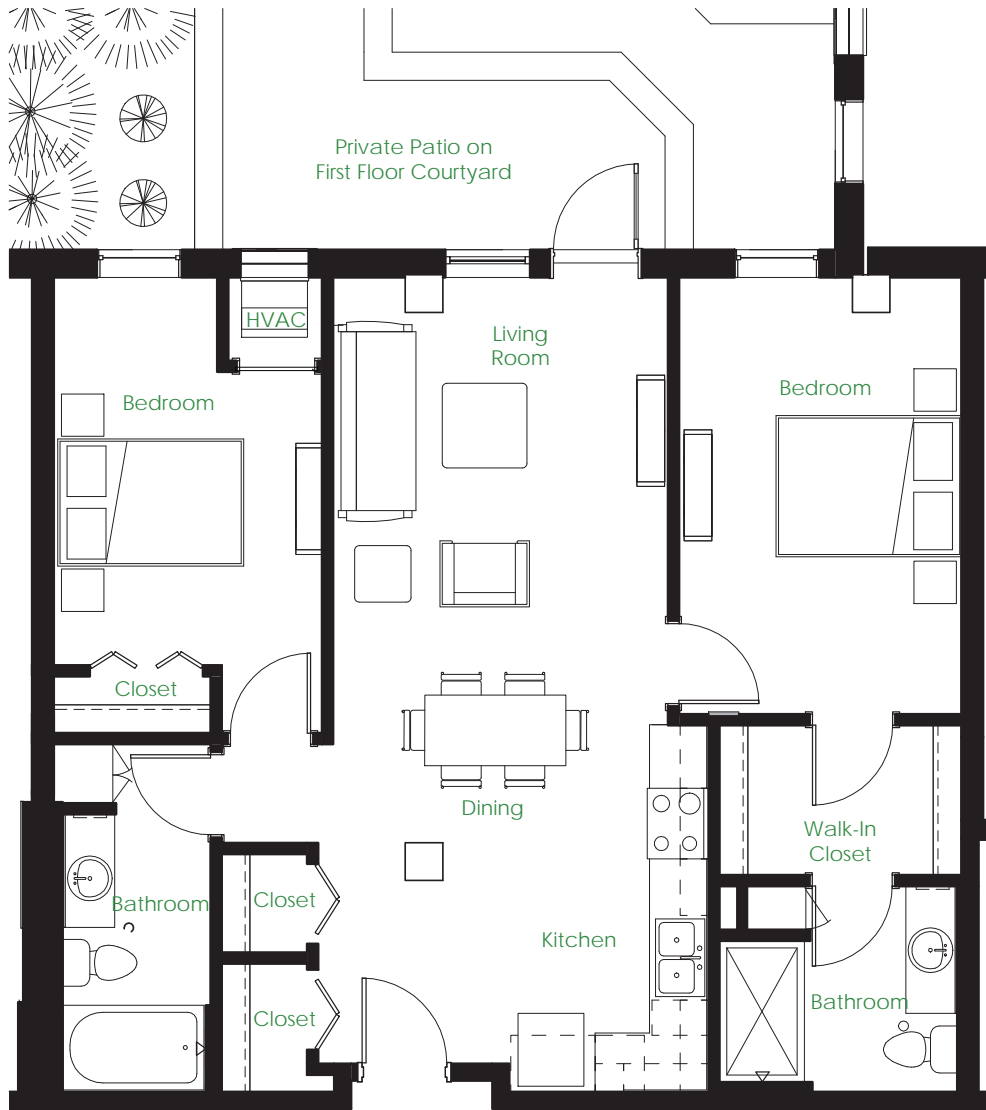 Private Patio on
First Floor Courtyard
HVAC
Living
Room
Bedroom
Bedroom
Closet
Dining
Walk-In
Closet
Closet
Bathroom
Kitchen
Bathroom
Closet